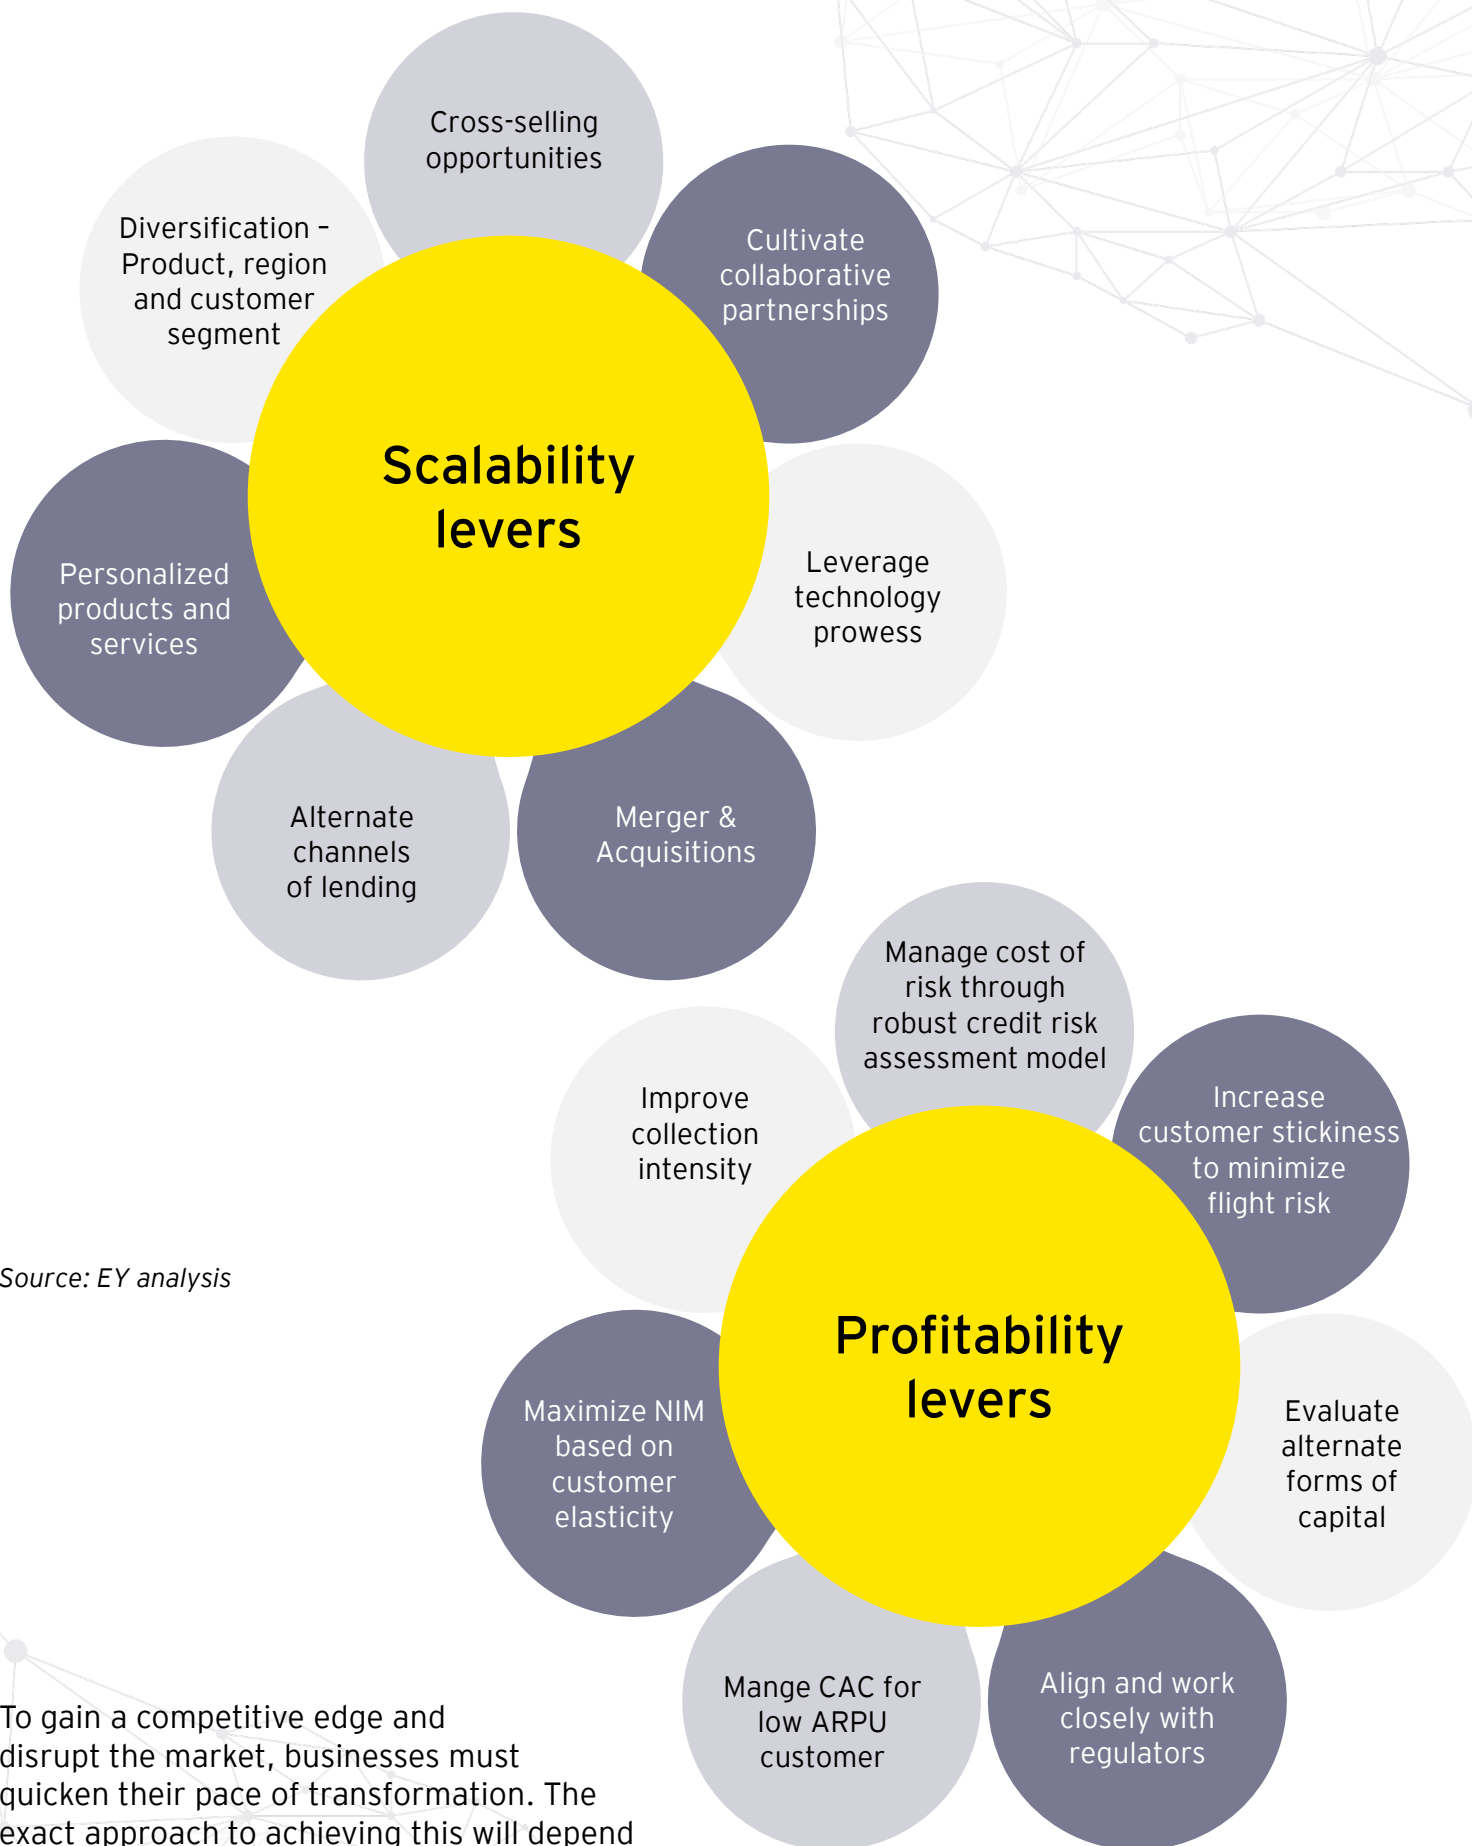 Cross-selling
opportunities
Diversification –
Product, region
and customer
segment
Cultivate
collaborative
partnerships
Scalability
levers
Personalized
products and
services
Leverage
technology
prowess
Alternate
channels
of lending
Merger &
Acquisitions
Manage cost of
risk through
robust credit risk
assessment model
Improve
collection
intensity
Increase
customer stickiness
to minimize
flight risk
Source: EY analysis
Profitability
levers
Maximize NIM
based on
customer
elasticity
Evaluate
alternate
forms of
capital
Mange CAC for
low ARPU
customer
Align and work
closely with
regulators
To gain a competitive edge and
disrupt the market, businesses must
quicken their pace of transformation. The
exact approach to achieving this will depend